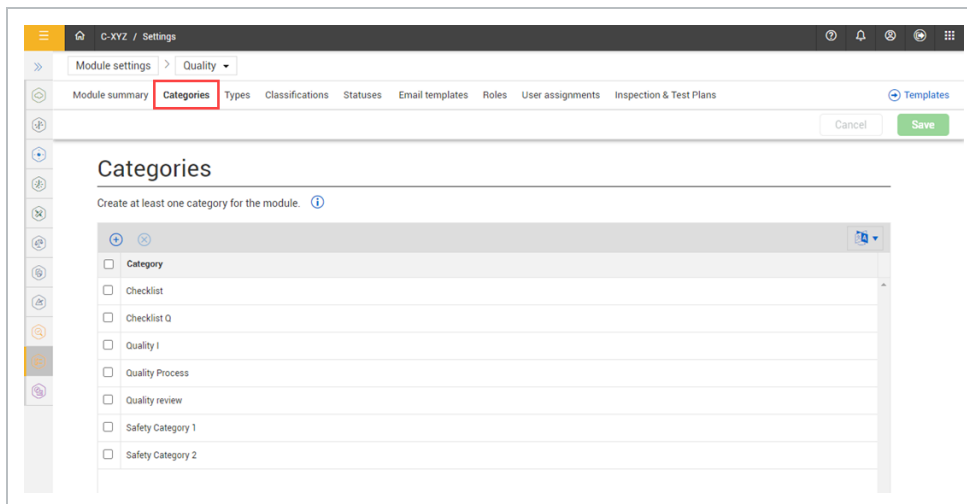 C-XYZ / Settings
Module settings > Quality
Module summary Categories Types Classifications Statuses Email templates Roles User assignments Inspection & Test Plans Templates
Cancel Save
Categories
Create at least one category for the module.
Category
Checklist
Checklist Q
Quality I
Quality Process
Quality review
Safety Category 1
Safety Category 2